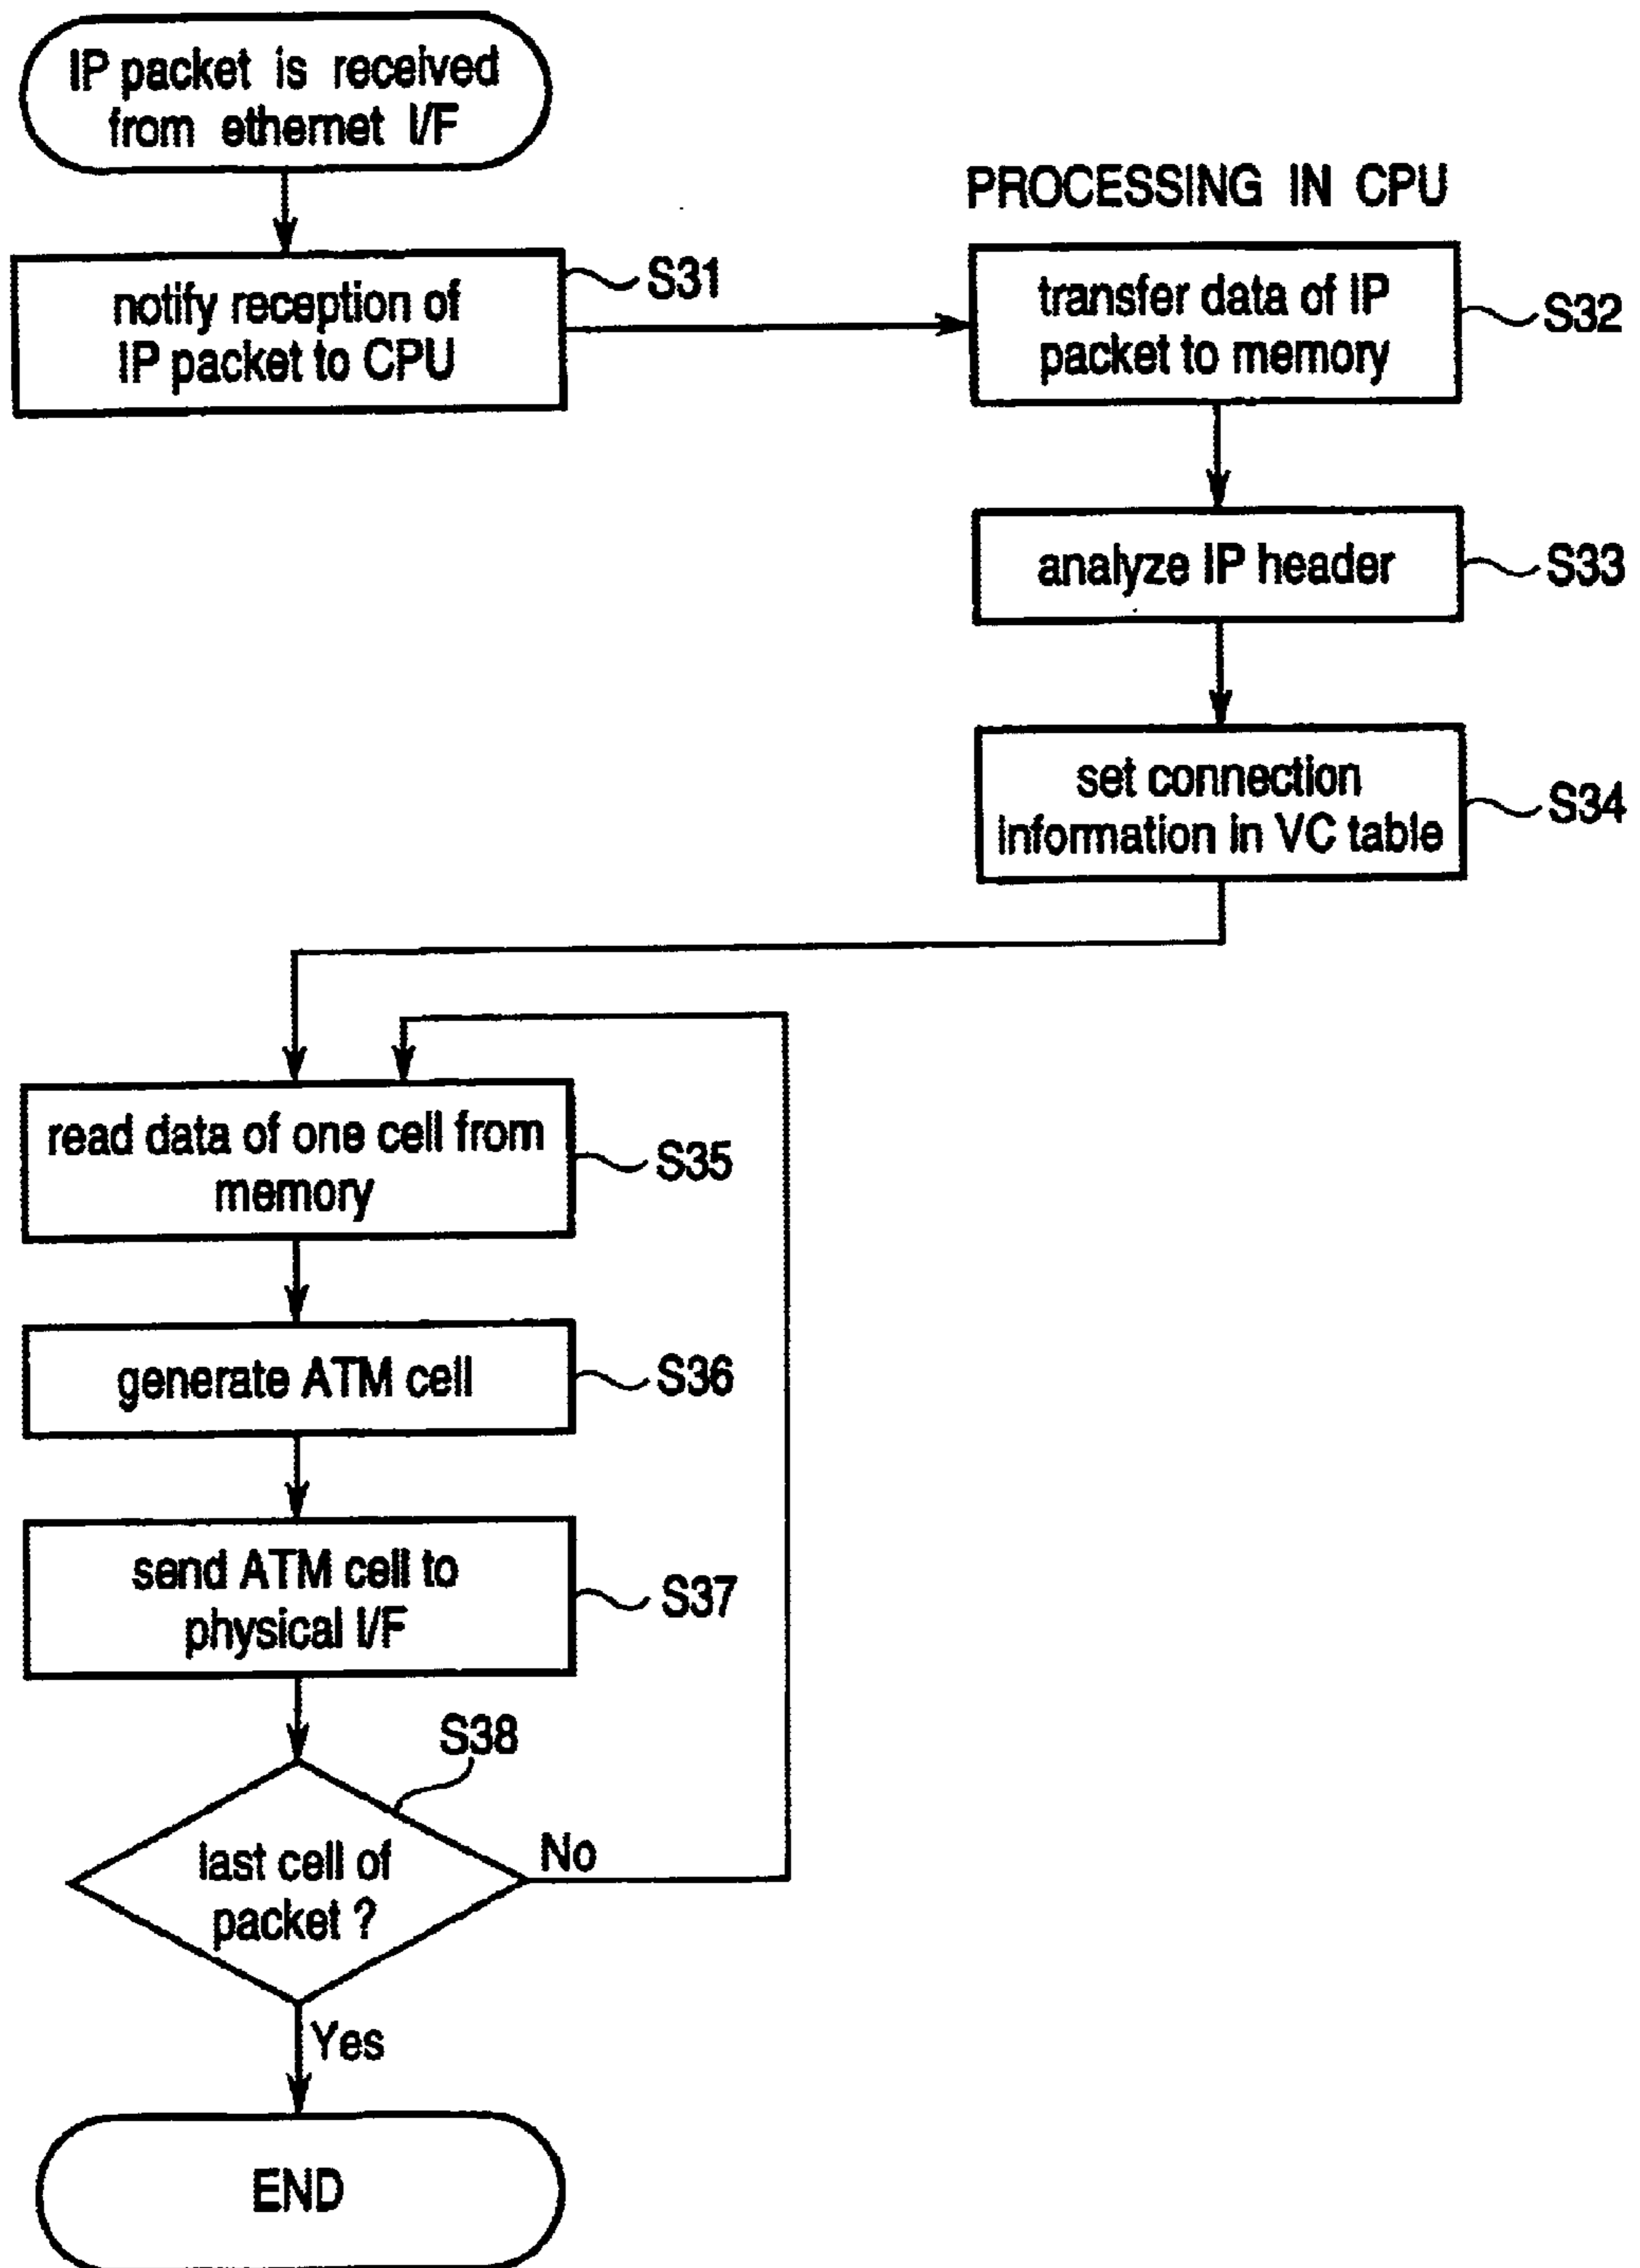 IP packet is received
from ethernet I/F
notify reception of
IP packet to CPU
S31
PROCESSING IN CPU
transfer data of IP
packet to memory
S32
analyze IP header
S33
set connection
information in VC table
S34
read data of one cell from
memory
S35
generate ATM cell
S36
send ATM cell to
physical I/F
S37
S38
last cell of
packet ?
No
Yes
END